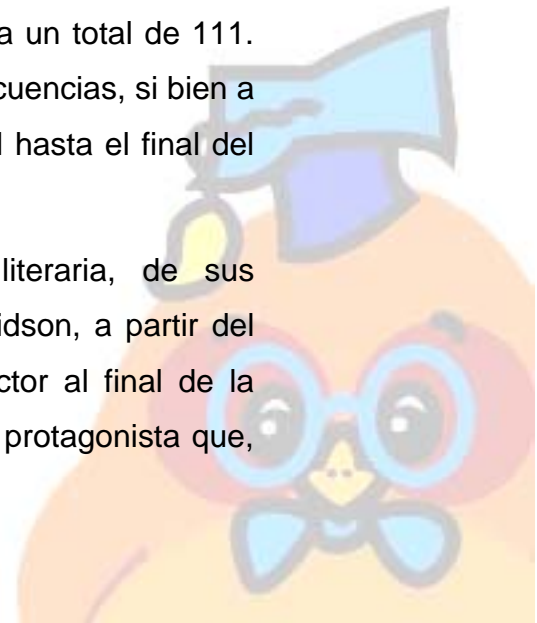 a un total de 111.
cuencias, si bien a
l hasta el final del
literaria, de sus
idson, a partir del
ctor al final de la
protagonista que,